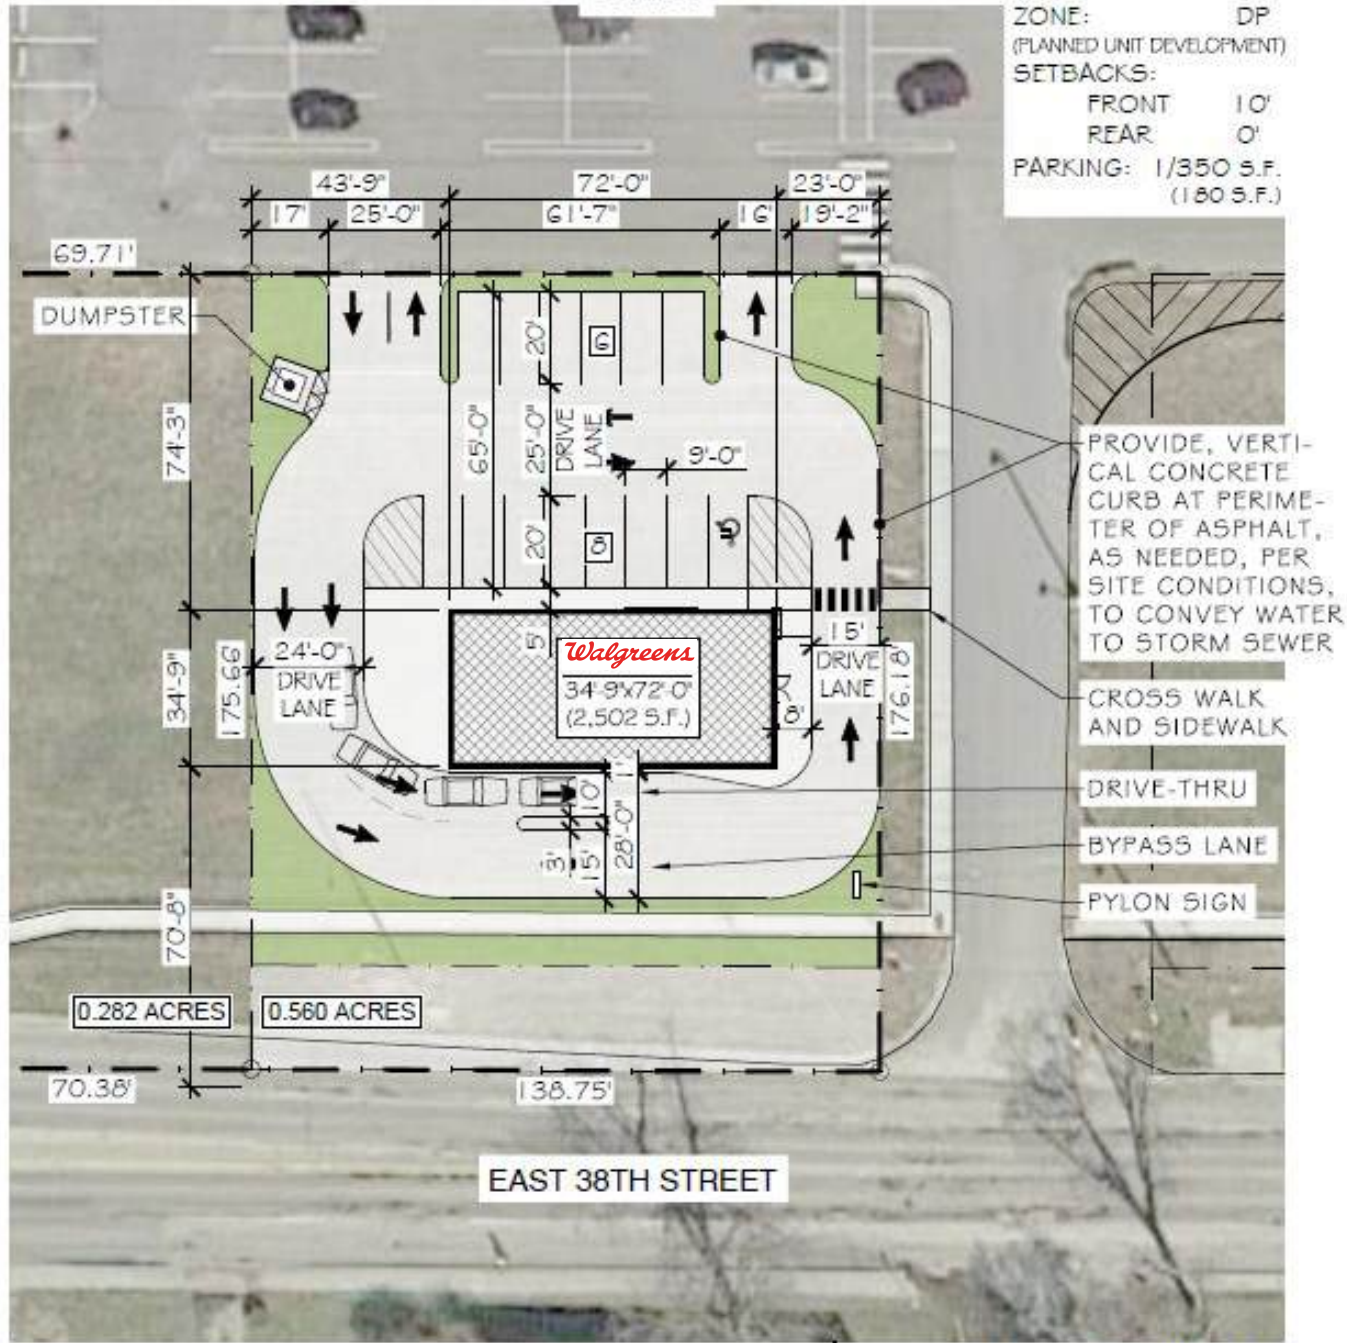 ZONE: DP
(PLANNED UNIT DEVELOPMENT)
SETBACKS:
FRONT 10'
REAR 0'
PARKING: 1/350 S.F.
(180 S.F.)
43'-9" 72'-0" 23'-0"
17' 25'-0" 61'-7" 16' 19'-2"
69.71'
DUMPSTER
74'-3"
65'-0"
20'
6
25'-0"
DRIVE
LANE
9'-0"
20'
8
PROVIDE, VERTI-
CAL CONCRETE
CURB AT PERIME-
TER OF ASPHALT,
AS NEEDED, PER
SITE CONDITIONS,
TO CONVEY WATER
TO STORM SEWER
34'-9"
175.66'
24'-0"
DRIVE
LANE
5'
Walgreens
34'-9"x72'-0"
(2,502 S.F.)
15'
DRIVE
LANE
8'
176.18'
CROSS WALK
AND SIDEWALK
DRIVE-THRU
BYPASS LANE
PYLON SIGN
1'
10'
3'
15'
28'-0"
70'-8"
0.282 ACRES 0.560 ACRES
70.38' 138.75'
EAST 38TH STREET